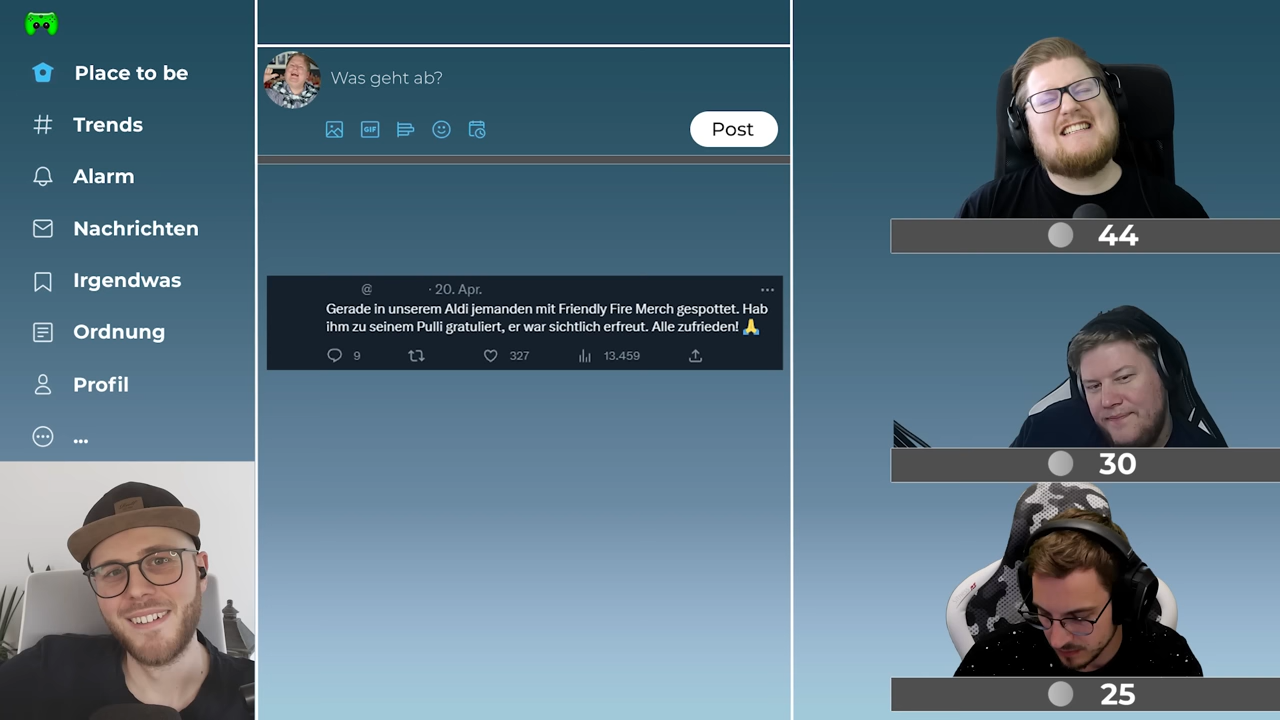 Place to be
Trends
Alarm
Nachrichten
Irgendwas
Ordnung
Profil
...
Was geht ab?
GIF
Post
@ · 20. Apr.
Gerade in unserem Aldi jemanden mit Friendly Fire Merch gespottet. Hab
ihm zu seinem Pulli gratuliert, er war sichtlich erfreut. Alle zufrieden! 🙏
9 327 13.459
44
30
25